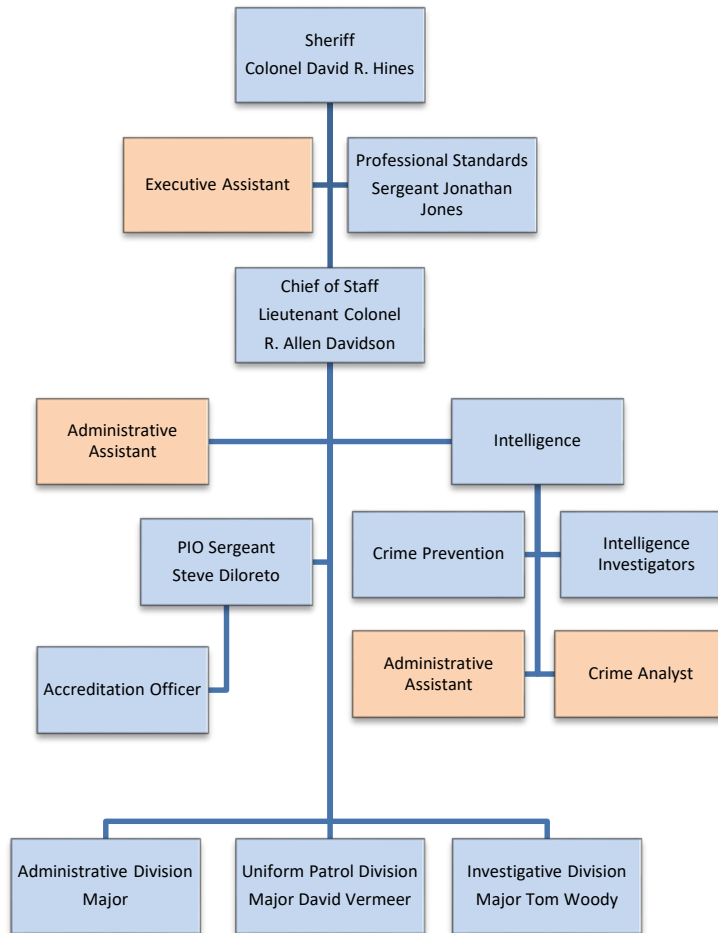 Sheriff
Colonel David R. Hines
Executive Assistant
Professional Standards
Sergeant Jonathan
Jones
Chief of Staff
Lieutenant Colonel
R. Allen Davidson
Administrative
Assistant
Intelligence
PIO Sergeant
Steve Diloreto
Crime Prevention
Intelligence
Investigators
Accreditation Officer
Administrative
Assistant
Crime Analyst
Administrative Division
Major
Uniform Patrol Division
Major David Vermeer
Investigative Division
Major Tom Woody